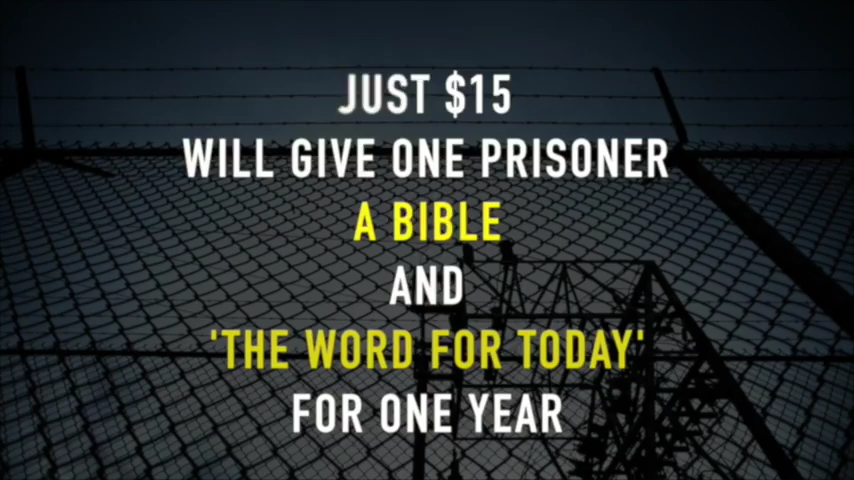 JUST $15
WILL GIVE ONE PRISONER
A BIBLE
AND
'THE WORD FOR TODAY'
FOR ONE YEAR